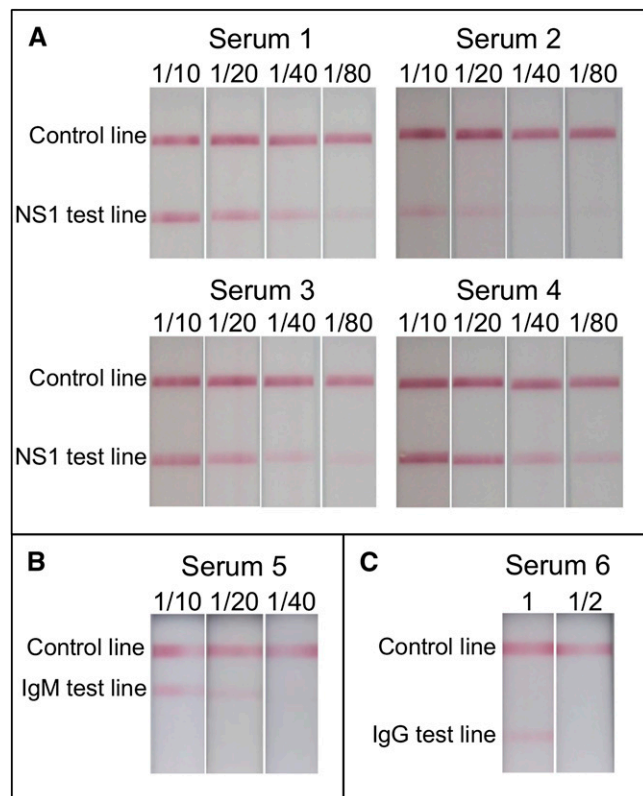 A
Serum 1
1/10 1/20 1/40 1/80
Serum 2
1/10 1/20 1/40 1/80
Control line
NS1 test line
Serum 3
1/10 1/20 1/40 1/80
Serum 4
1/10 1/20 1/40 1/80
Control line
NS1 test line
B
Serum 5
1/10 1/20 1/40
Control line
IgM test line
C
Serum 6
1 1/2
Control line
IgG test line